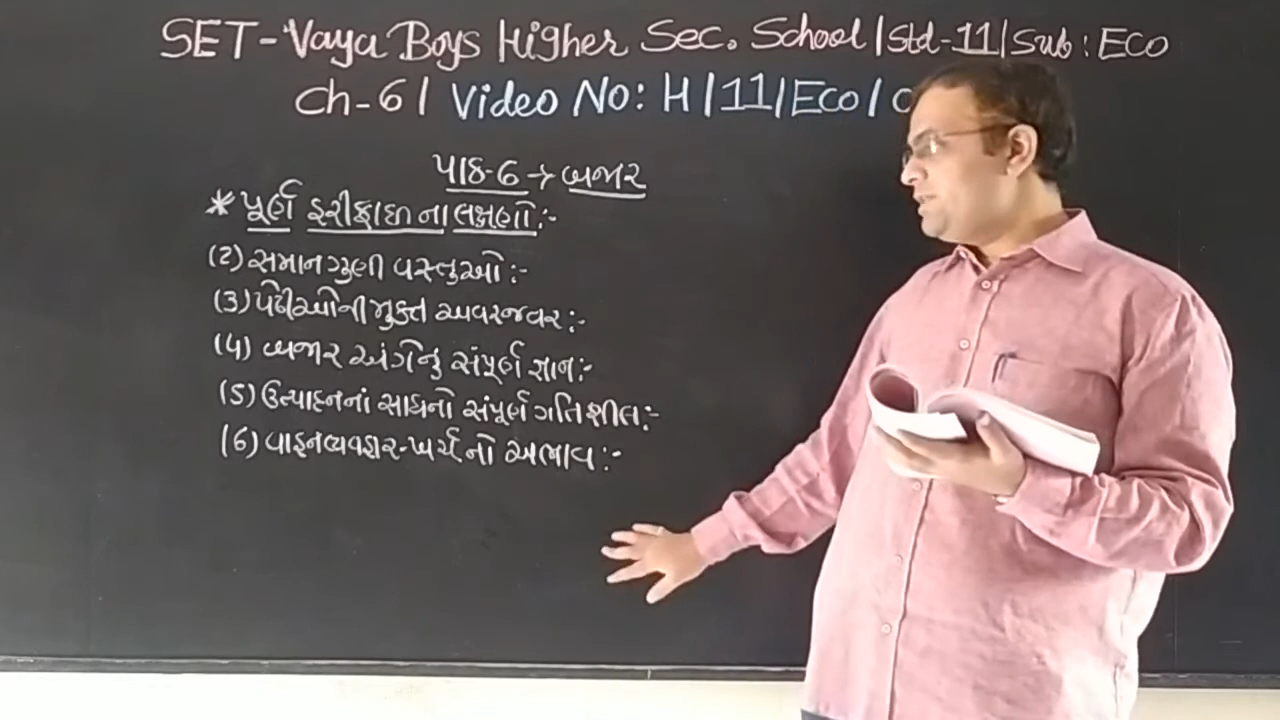 SET-Vaya Boys Higher Sec. School/Std-11/Sub: Eco
Ch-6/ Video No: H/11/Eco/
પાઠ-6 → બજાર
* પૂર્ણ હરીફાઇ ના લક્ષણો:-
(2) સમાનગુણી વસ્તુઓ:-
(3) પેઢીઓની મુક્ત અવરજવર:-
(4) બજાર અંગેનુ સંપૂર્ણ જ્ઞાન:-
(5) ઉત્પાદનનાં સાધનો સંપૂર્ણ ગતિશીલ:-
(6) વાહનવ્યવહાર-ખર્ચ નો અભાવ:-